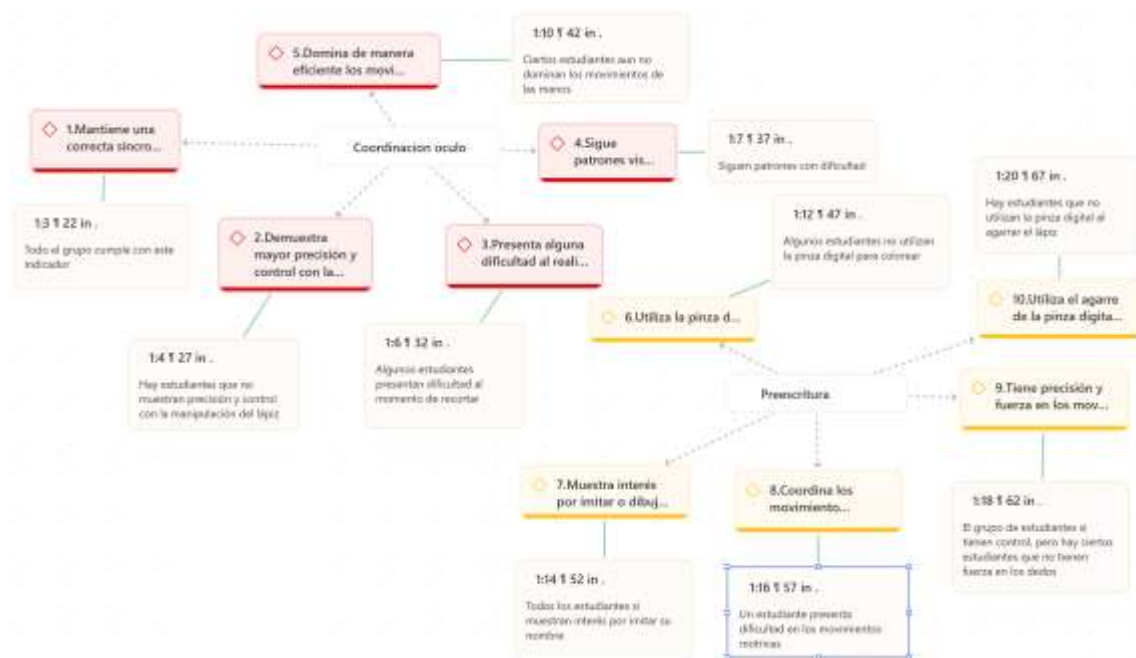 5.Domina de manera
eficiente los movi...
1:10 ¶ 42 in .
Ciertos estudiantes aun no
dominan los movimientos de
las manos
1.Mantiene una
correcta sincro...
Coordinacion oculo
4.Sigue
patrones vis...
1:7 ¶ 37 in .
Siguen patrones con dificultad
1:20 ¶ 67 in .
Hay estudiantes que no
utilizan la pinza digital al
agarrar el lápiz
1:3 ¶ 22 in .
Todo el grupo cumple con este
indicador
2.Demuestra
mayor precisión y
control con la...
3.Presenta alguna
dificultad al reali...
1:12 ¶ 47 in .
Algunos estudiantes no utilizan
la pinza digital para colorear
6.Utiliza la pinza d...
10.Utiliza el agarre
de la pinza digita...
1:4 ¶ 27 in .
Hay estudiantes que no
muestran precisión y control
con la manipulación del lápiz
1:6 ¶ 32 in .
Algunos estudiantes
presentan dificultad al
momento de recortar
Preescritura
9.Tiene precisión y
fuerza en los mov...
7.Muestra interés
por imitar o dibuj...
8.Coordina los
movimiento...
1:18 ¶ 62 in .
El grupo de estudiantes si
tienen control, pero hay ciertos
estudiantes que no tienen
fuerza en los dedos
1:14 ¶ 52 in .
Todos los estudiantes si
muestran interés por imitar su
nombre
1:16 ¶ 57 in .
Un estudiante presenta
dificultad en los movimientos
motrices